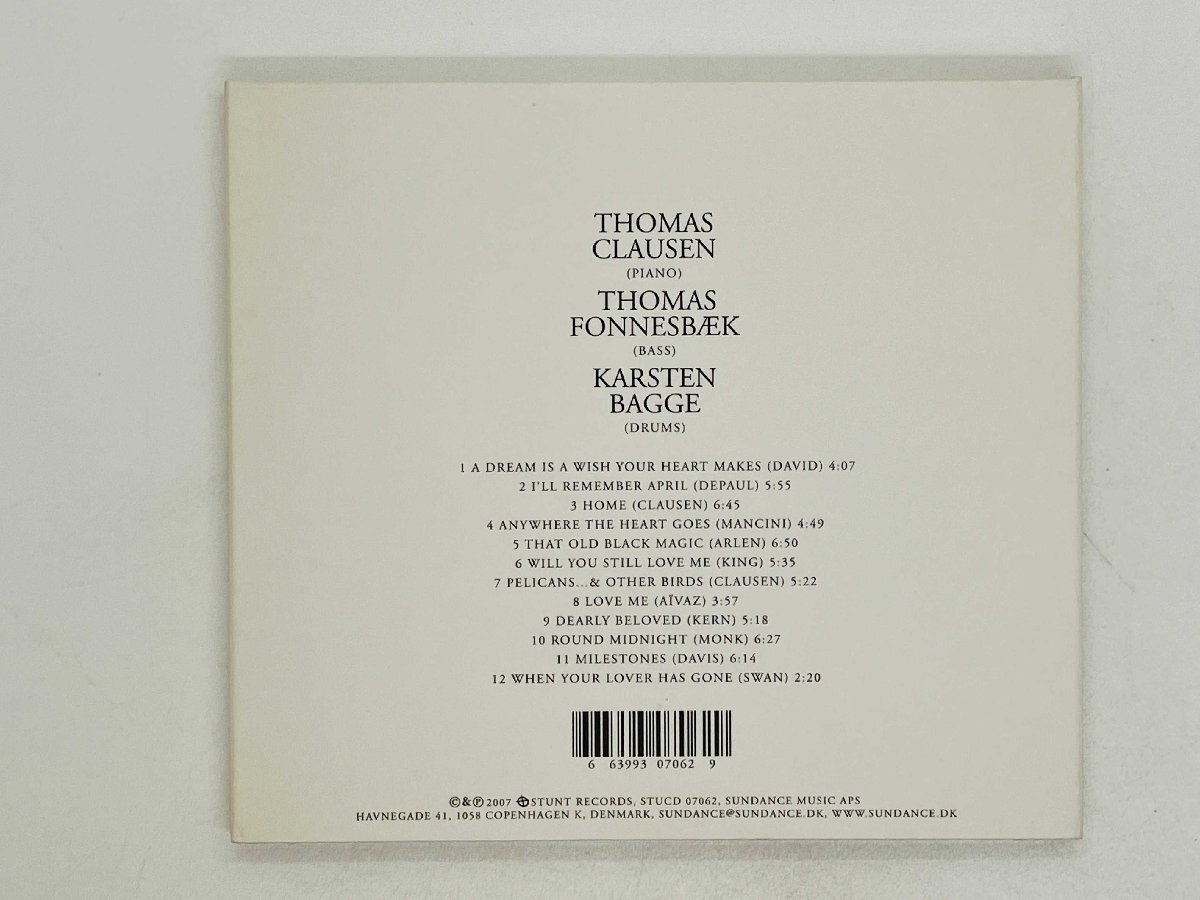 THOMAS
CLAUSEN
(PIANO)
THOMAS
FONNESBÆK
(BASS)
KARSTEN
BAGGE
(DRUMS)
1 A DREAM IS A WISH YOUR HEART MAKES (DAVID) 4:07
2 I'LL REMEMBER APRIL (DEPAUL) 5:55
3 HOME (CLAUSEN) 6:45
4 ANYWHERE THE HEART GOES (MANCINI) 4:49
5 THAT OLD BLACK MAGIC (ARLEN) 6:50
6 WILL YOU STILL LOVE ME (KING) 5:35
7 PELICANS...& OTHER BIRDS (CLAUSEN) 5:22
8 LOVE ME (AÏVAZ) 3:57
9 DEARLY BELOVED (KERN) 5:18
10 ROUND MIDNIGHT (MONK) 6:27
11 MILESTONES (DAVIS) 6:14
12 WHEN YOUR LOVER HAS GONE (SWAN) 2:20
6 63993 07062 9
©&℗ 2007 STUNT RECORDS, STUCD 07062, SUNDANCE MUSIC APS
HAVNEGADE 41, 1058 COPENHAGEN K, DENMARK, SUNDANCE@SUNDANCE.DK, WWW.SUNDANCE.DK